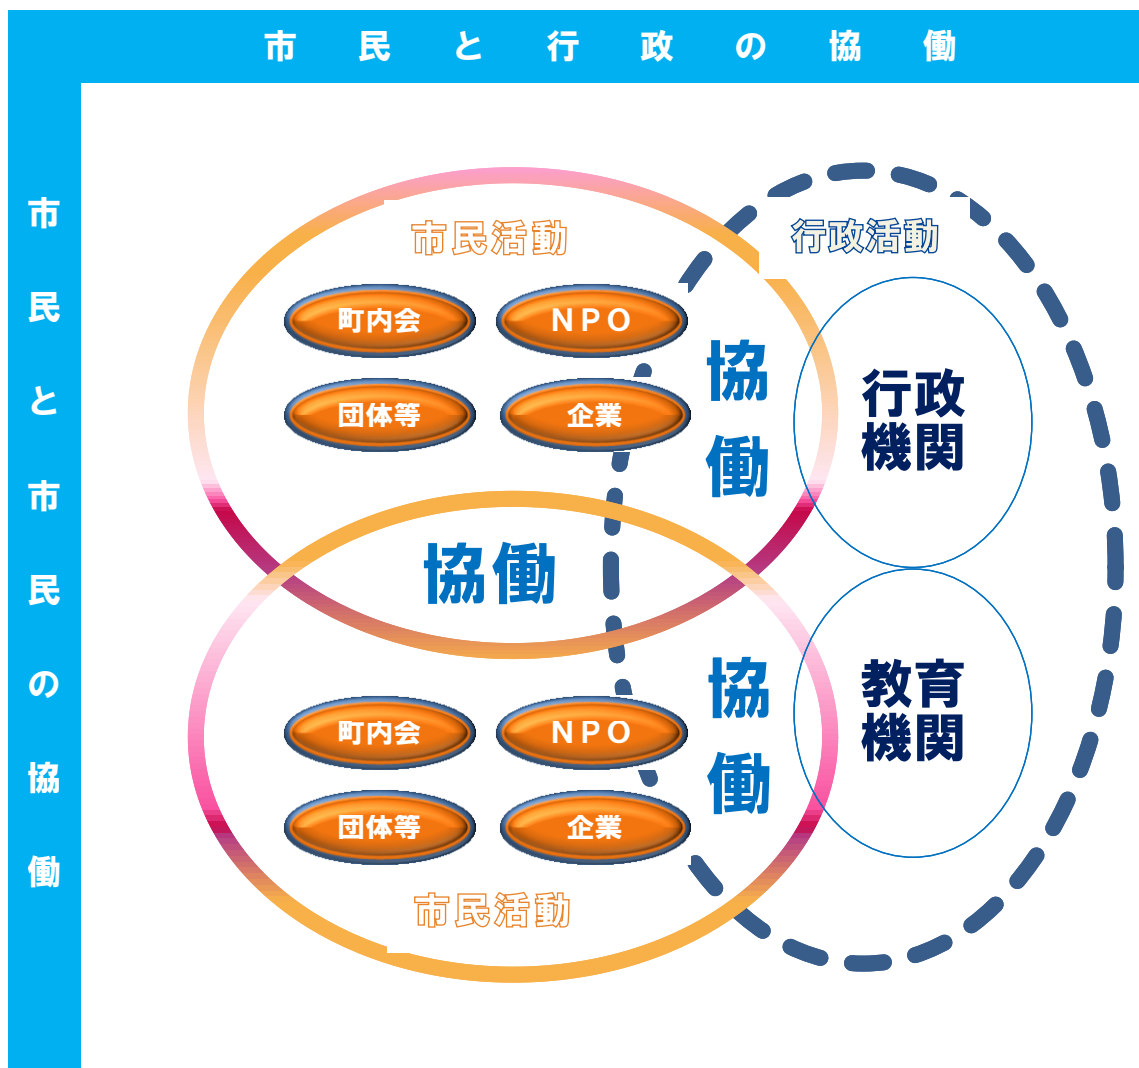 市民と行政の協働
市民と市民の協働
市民活動
行政活動
町内会
NPO
団体等
企業
協働
行政
機関
協働
協働
教育
機関
町内会
NPO
団体等
企業
市民活動